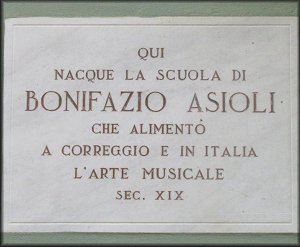 QUI
NACQUE LA SCUOLA DI
BONIFAZIO ASIOLI
CHE ALIMENTÒ
A CORREGGIO E IN ITALIA
L'ARTE MUSICALE
SEC. XIX